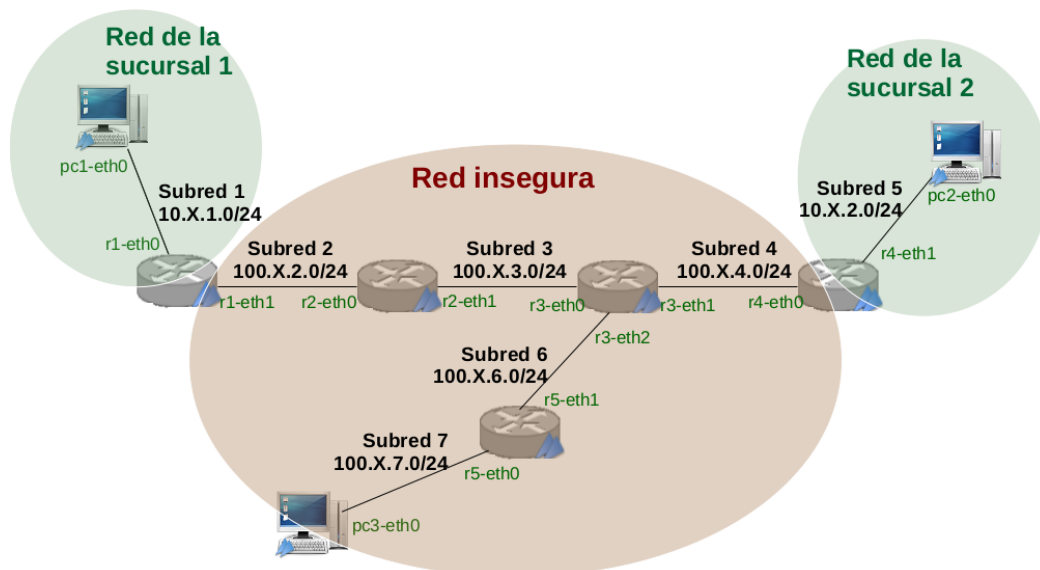 Red de la
sucursal 1
Red de la
sucursal 2
pc1-eth0
Red insegura
Subred 1
10.X.1.0/24
Subred 5
10.X.2.0/24
pc2-eth0
r1-eth0
Subred 2
100.X.2.0/24
Subred 3
100.X.3.0/24
Subred 4
100.X.4.0/24
r4-eth1
r1-eth1
r2-eth0
r2-eth1
r3-eth0
r3-eth1
r4-eth0
r3-eth2
Subred 6
100.X.6.0/24
r5-eth1
Subred 7
100.X.7.0/24
r5-eth0
pc3-eth0